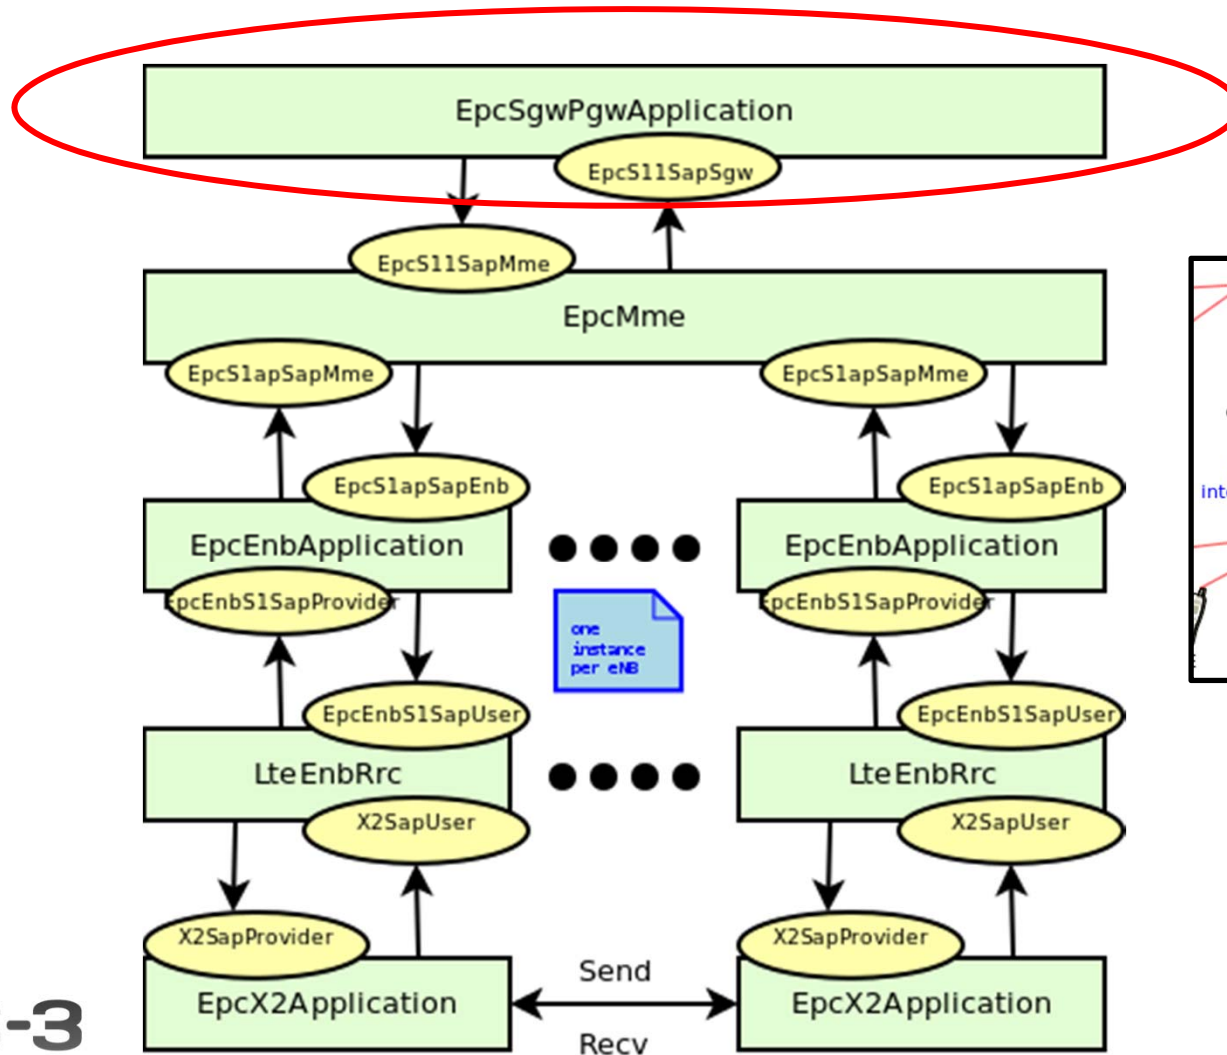 EpcSgwPgwApplication
EpcS11SapSgw
EpcS11SapMme
EpcMme
EpcS1apSapMme
EpcS1apSapMme
EpcS1apSapEnb
EpcS1apSapEnb
EpcEnbApplication
EpcEnbApplication
EpcEnbS1SapProvider
EpcEnbS1SapProvider
one
instance
per eNB
EpcEnbS1SapUser
EpcEnbS1SapUser
LteEnbRrc
LteEnbRrc
X2SapUser
X2SapUser
X2SapProvider
X2SapProvider
Send
EpcX2Application
EpcX2Application
Recv
-3